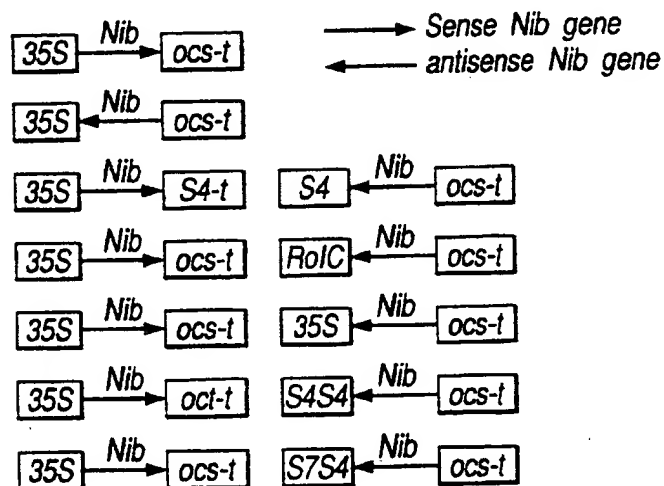 35S Nib ocs-t → Sense Nib gene
35S Nib ocs-t ← antisense Nib gene
35S Nib S4-t S4 Nib ocs-t
35S Nib ocs-t RolC Nib ocs-t
35S Nib ocs-t 35S Nib ocs-t
35S Nib oct-t S4S4 Nib ocs-t
35S Nib ocs-t S7S4 Nib ocs-t